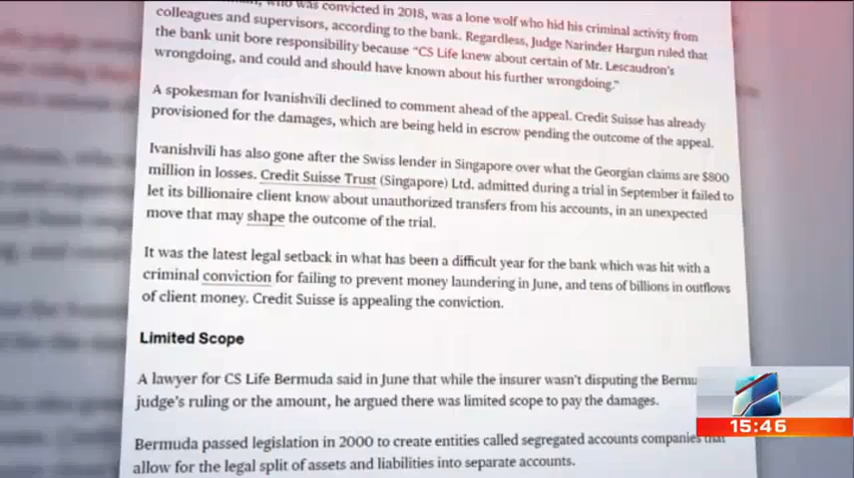 who was convicted in 2018, was a lone wolf who hid his criminal activity from
colleagues and supervisors, according to the bank. Regardless, Judge Narinder Hargun ruled that
the bank unit bore responsibility because “CS Life knew about certain of Mr. Lescaudron’s
wrongdoing, and could and should have known about his further wrongdoing.”
A spokesman for Ivanishvili declined to comment ahead of the appeal. Credit Suisse has already
provisioned for the damages, which are being held in escrow pending the outcome of the appeal.
Ivanishvili has also gone after the Swiss lender in Singapore over what the Georgian claims are $800
million in losses. Credit Suisse Trust (Singapore) Ltd. admitted during a trial in September it failed to
let its billionaire client know about unauthorized transfers from his accounts, in an unexpected
move that may shape the outcome of the trial.
It was the latest legal setback in what has been a difficult year for the bank which was hit with a
criminal conviction for failing to prevent money laundering in June, and tens of billions in outflows
of client money. Credit Suisse is appealing the conviction.
Limited Scope
A lawyer for CS Life Bermuda said in June that while the insurer wasn’t disputing the Bermu
judge’s ruling or the amount, he argued there was limited scope to pay the damages.
15:46
Bermuda passed legislation in 2000 to create entities called segregated accounts companies that
allow for the legal split of assets and liabilities into separate accounts.